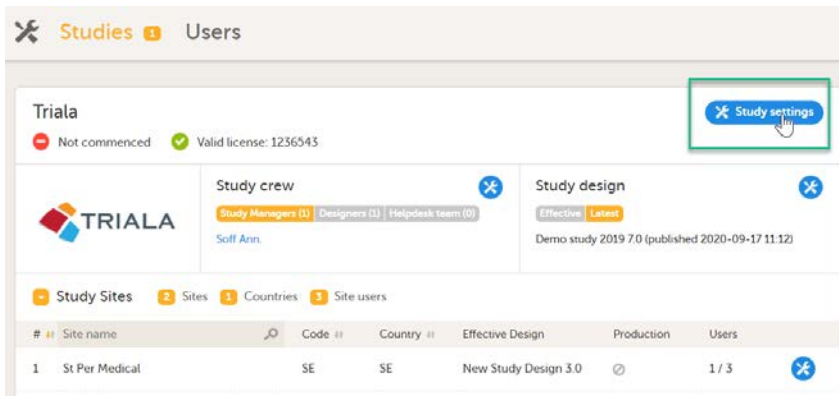 Studies 1 Users
Triala
Study settings
Not commenced Valid license: 1236543
TRIALA
Study crew
Study Managers (1) Designers (1) Helpdesk team (0)
Soff Ann.
Study design
Effective Latest
Demo study 2019 7.0 (published 2020-09-17 11:12)
Study Sites 2 Sites 1 Countries 3 Site users
# Site name Code Country Effective Design Production Users
1 St Per Medical SE SE New Study Design 3.0 1 / 3